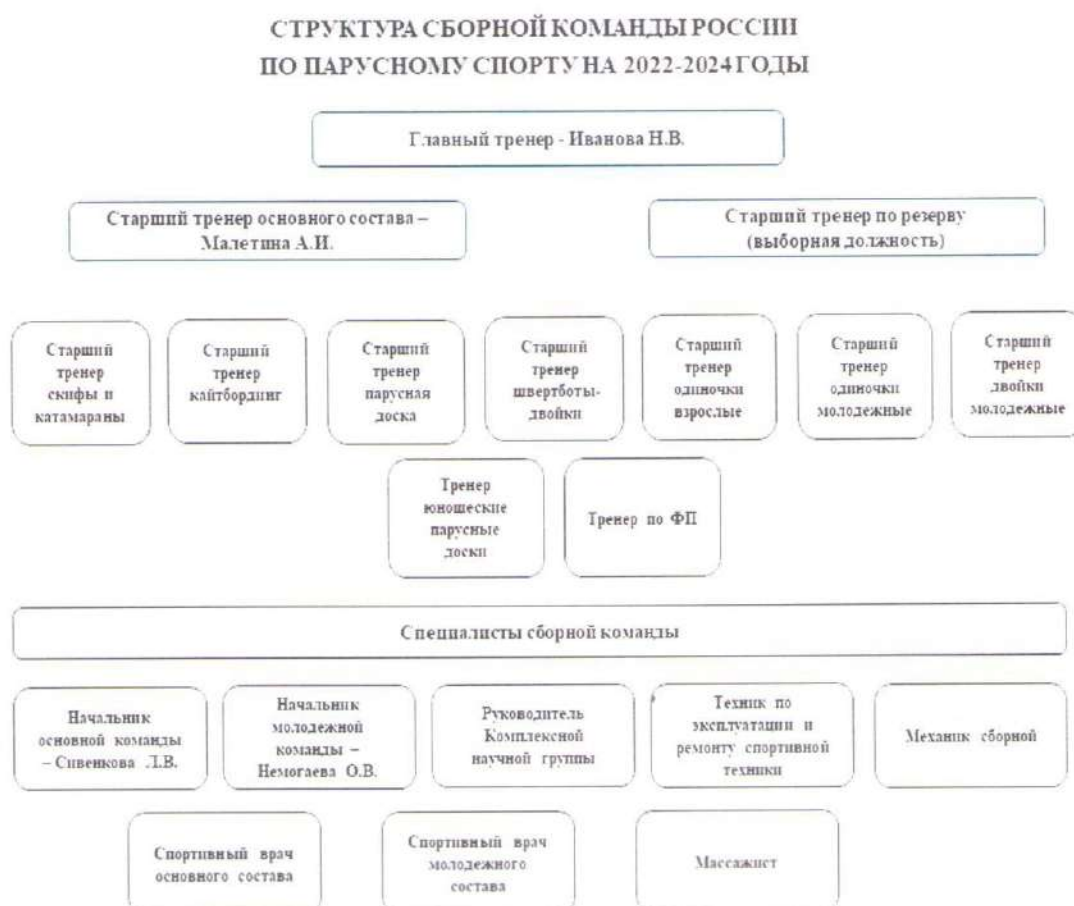 СТРУКТУРА СБОРНОЙ КОМАНДЫ РОССИИ
ПО ПАРУСНОМУ СПОРТУ НА 2022-2024 ГОДЫ
Главный тренер - Иванова Н.В.
Старший тренер основного состава –
Малетина А.И.
Старший тренер по резерву
(выборная должность)
Старший
тренер
скифы и
катамараны
Старший
тренер
кайтбординг
Старший
тренер
парусная
доска
Старший
тренер
швертботы-
двойки
Старший
тренер
одиночки
взрослые
Старший
тренер
одиночки
молодежные
Старший
тренер
двойки
молодежные
Тренер
юношеские
парусные
доски
Тренер по ФП
Специалисты сборной команды
Начальник
основной команды
– Сивенкова Л.В.
Начальник
молодежной
команды –
Немогаева О.В.
Руководитель
Комплексной
научной группы
Техник по
эксплуатации и
ремонту спортивной
техники
Механик сборной
Спортивный врач
основного состава
Спортивный врач
молодежного
состава
Массажист